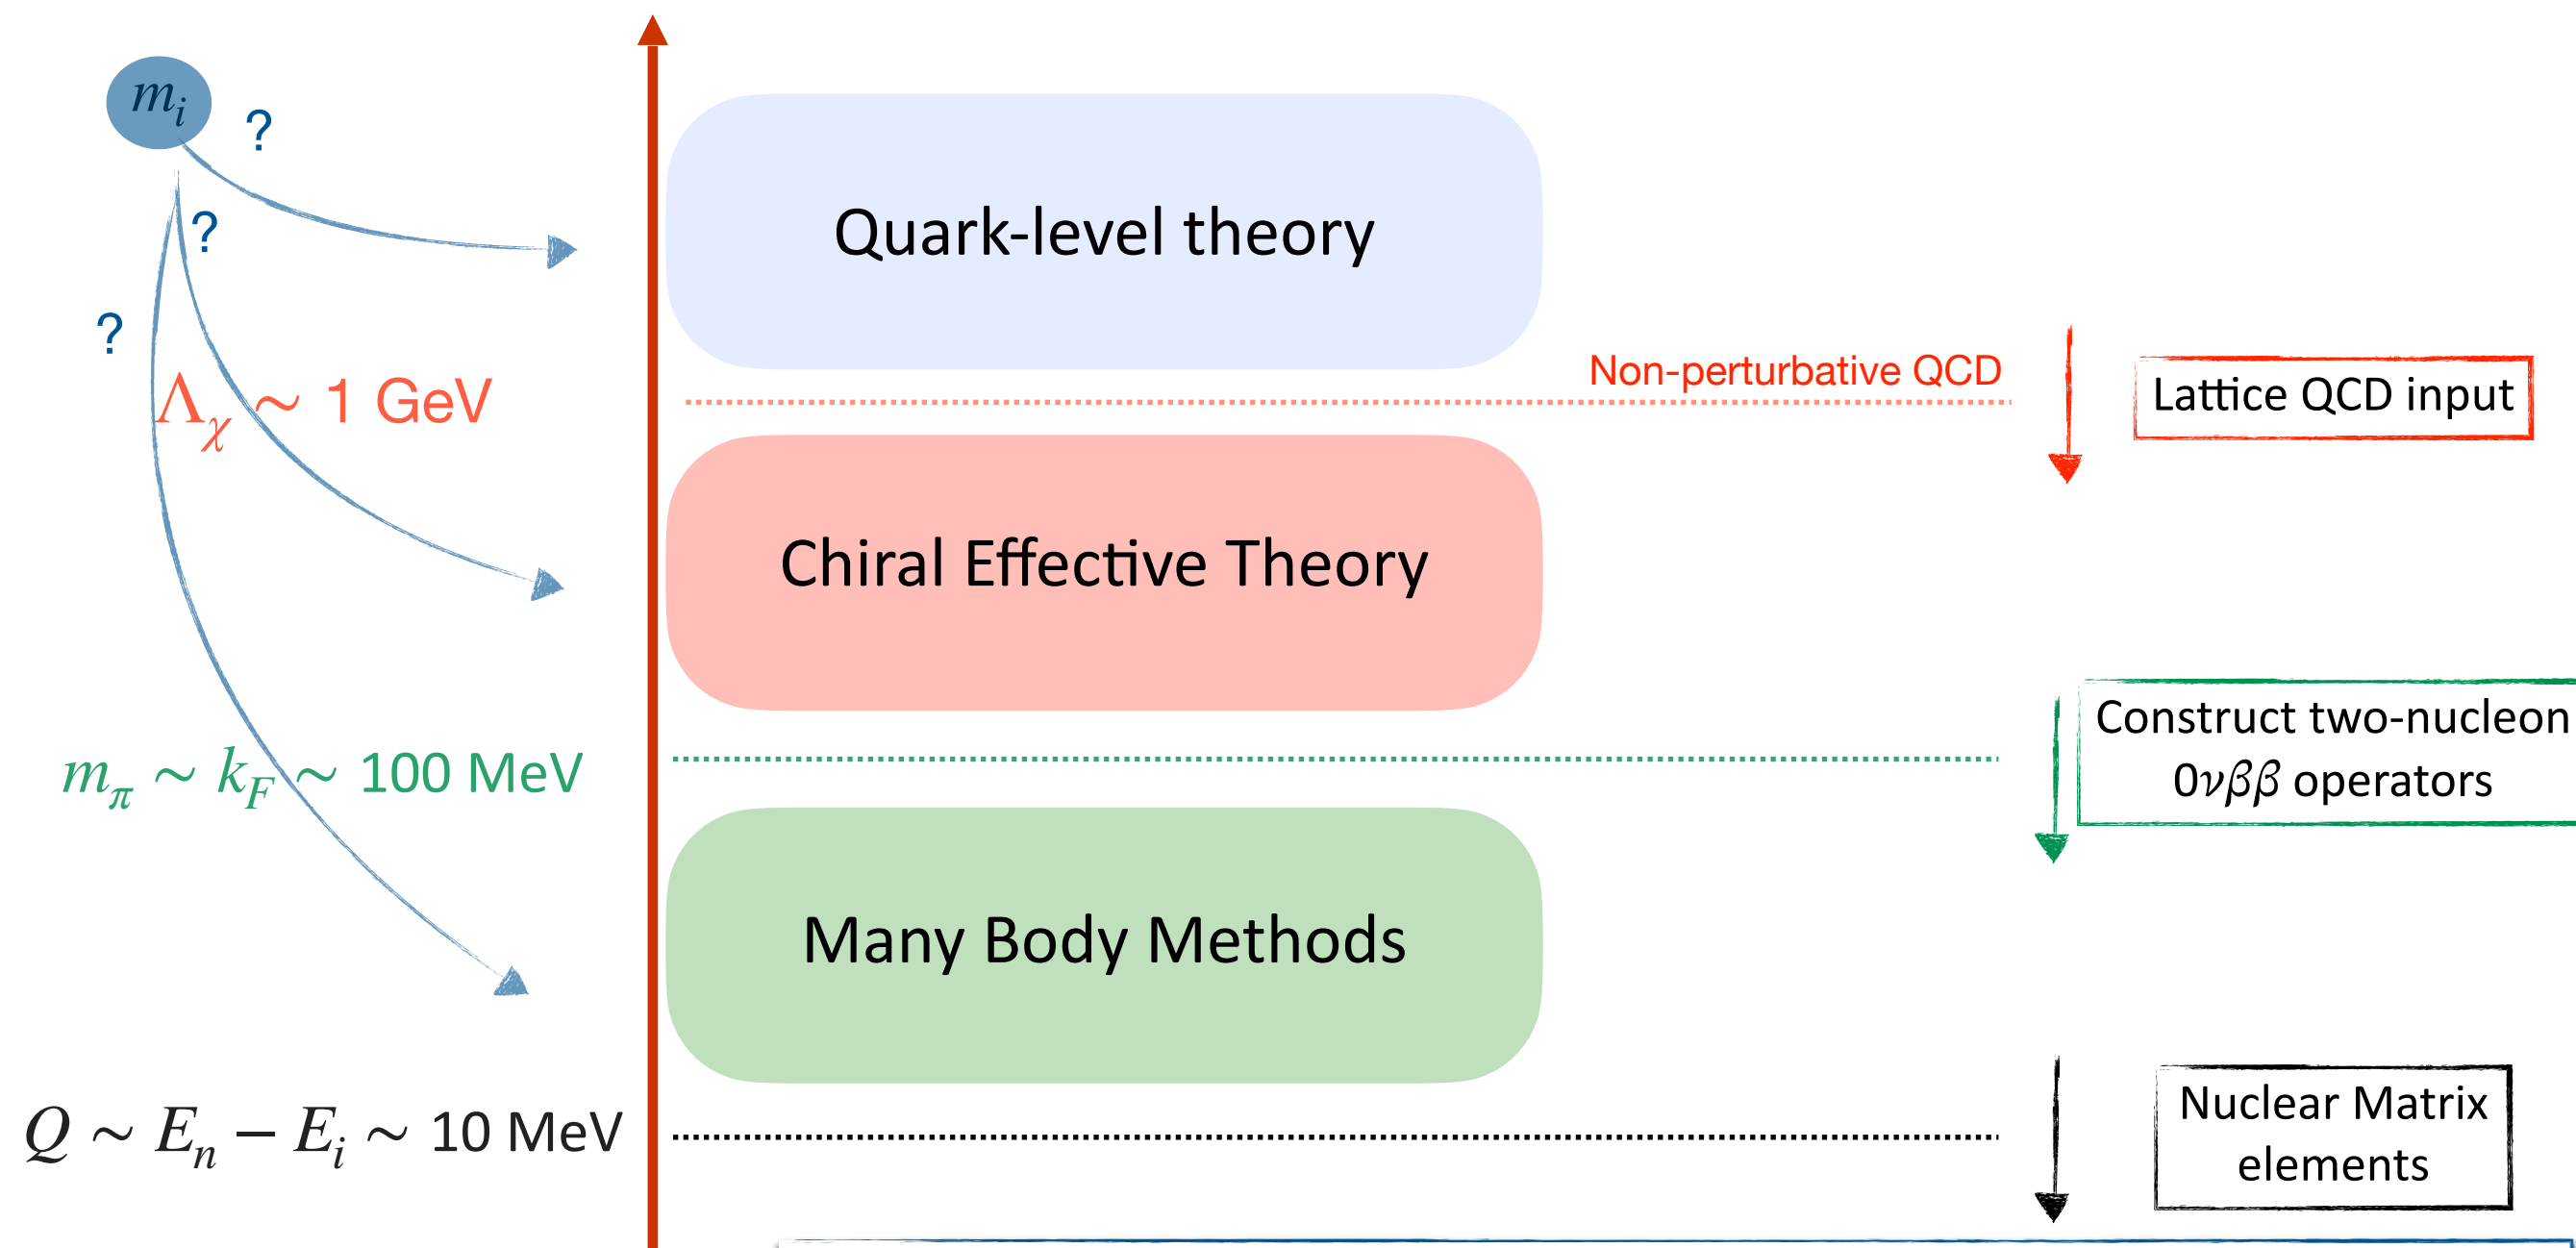 mᵢ
?
?
?
Quark-level theory
Λ_χ ∼ 1 GeV
Non-perturbative QCD
Lattice QCD input
Chiral Effective Theory
m_π ∼ k_F ∼ 100 MeV
Construct two-nucleon
0νββ operators
Many Body Methods
Q ∼ E_n − E_i ∼ 10 MeV
Nuclear Matrix
elements